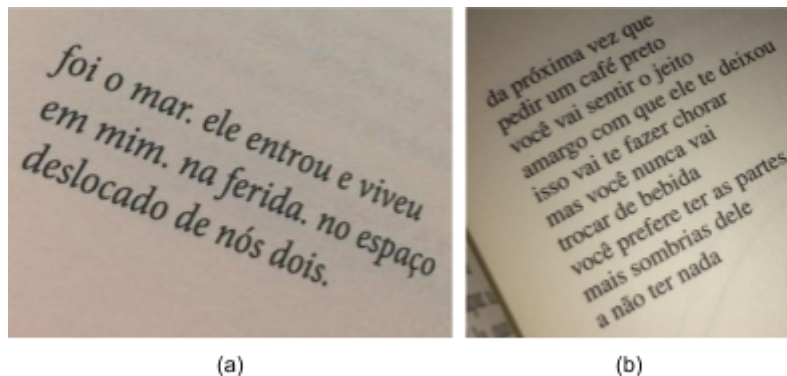 foi o mar. ele entrou e viveu
em mim. na ferida. no espaço
deslocado de nós dois.
(a)
da próxima vez que
pedir um café preto
você vai sentir o jeito
amargo com que ele te deixou
isso vai te fazer chorar
mas você nunca vai
trocar de bebida
você prefere ter as partes
mais sombrias dele
a não ter nada
(b)